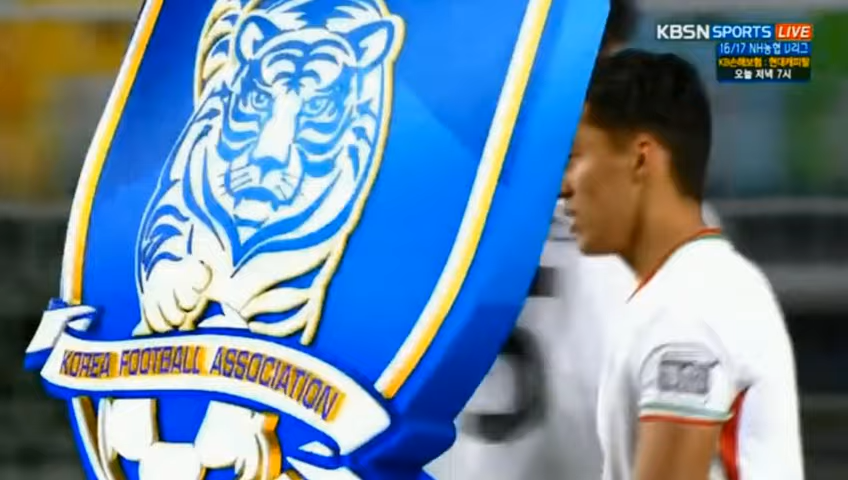 KBSN SPORTS LIVE
16/17 NH농협 V리그
KB손해보험 : 현대캐피탈
오늘 저녁 7시
KOREA FOOTBALL ASSOCIATION
5